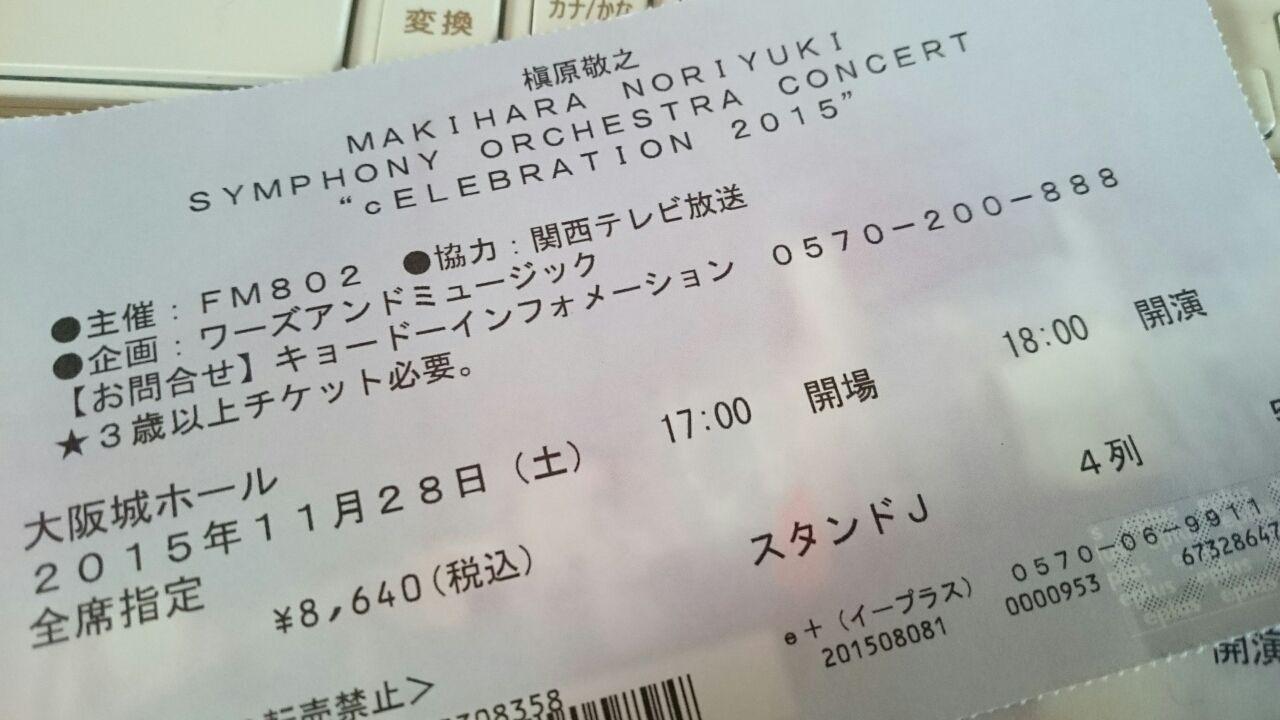 変換
カナ/かな
槇原敬之
MAKIHARA NORIYUKI
SYMPHONY ORCHESTRA CONCERT
“cELEBRATION 2015”
●主催：FM802 ●協力：関西テレビ放送
●企画：ワーズアンドミュージック
【お問合せ】キョードーインフォメーション 0570-200-888
★3歳以上チケット必要。
大阪城ホール
2015年11月28日（土） 17:00 開場 18:00 開演
全席指定 ¥8,640(税込) スタンドJ 4列
e+（イープラス） 0570-06-9911
201508081 0000953 67328647
転売禁止＞
708358
開演